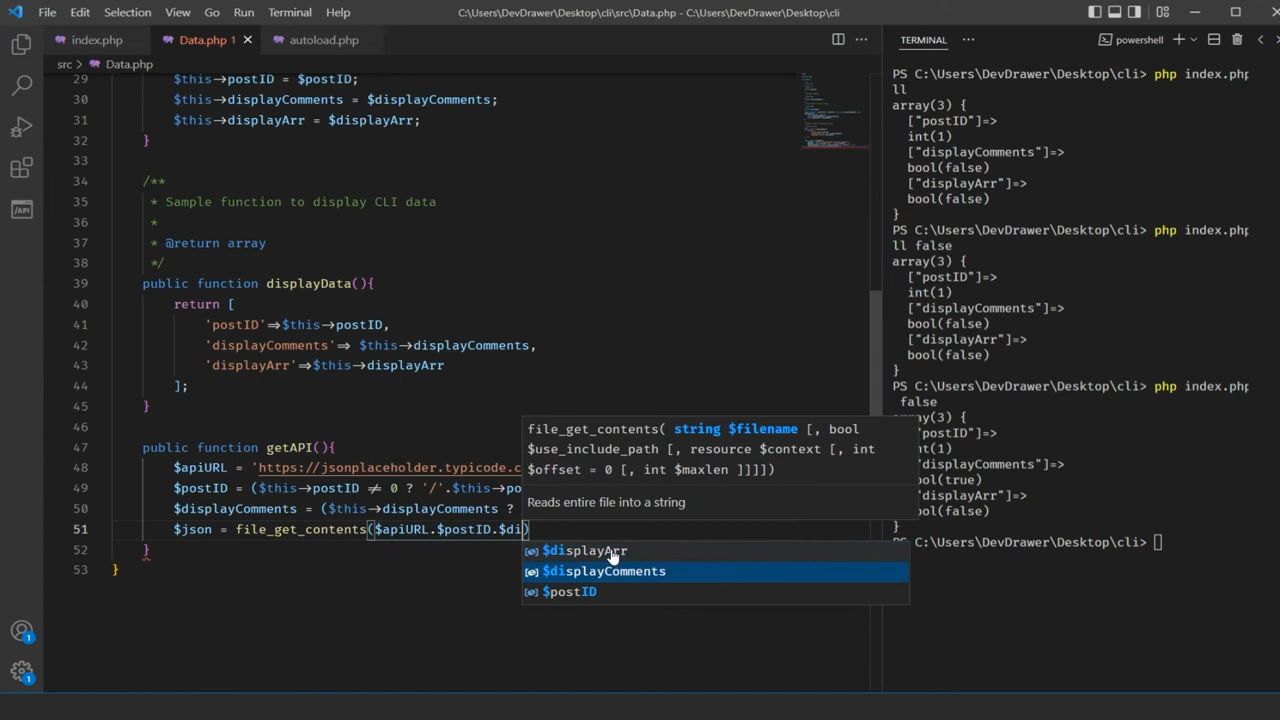 File Edit Selection View Go Run Terminal Help
C:\Users\DevDrawer\Desktop\cli\src\Data.php - C:\Users\DevDrawer\Desktop\cli
index.php
Data.php 1
autoload.php
src > Data.php
29 $this→postID = $postID;
30 $this→displayComments = $displayComments;
31 $this→displayArr = $displayArr;
32 }
33
34 /**
35 * Sample function to display CLI data
36 *
37 * @return array
38 */
39 public function displayData(){
40 return [
41 'postID'⇒$this→postID,
42 'displayComments'⇒ $this→displayComments,
43 'displayArr'⇒$this→displayArr
44 ];
45 }
46
47 public function getAPI(){
48 $apiURL = 'https://jsonplaceholder.typicode.c
49 $postID = ($this→postID ≠ 0 ? '/'.$this→po
50 $displayComments = ($this→displayComments ?
51 $json = file_get_contents($apiURL.$postID.$di)
52 }
53 }
file_get_contents( string $filename [, bool
$use_include_path [, resource $context [, int
$offset = 0 [, int $maxlen ]]]])
Reads entire file into a string
$displayArr
$displayComments
$postID
TERMINAL
powershell
PS C:\Users\DevDrawer\Desktop\cli> php index.php
ll
array(3) {
["postID"]=>
int(1)
["displayComments"]=>
bool(false)
["displayArr"]=>
bool(false)
}
PS C:\Users\DevDrawer\Desktop\cli> php index.php
ll false
array(3) {
["postID"]=>
int(1)
["displayComments"]=>
bool(false)
["displayArr"]=>
bool(false)
}
PS C:\Users\DevDrawer\Desktop\cli> php index.php
false
array(3) {
["postID"]=>
int(1)
["displayComments"]=>
bool(true)
["displayArr"]=>
bool(false)
}
PS C:\Users\DevDrawer\Desktop\cli>
/API
1
1